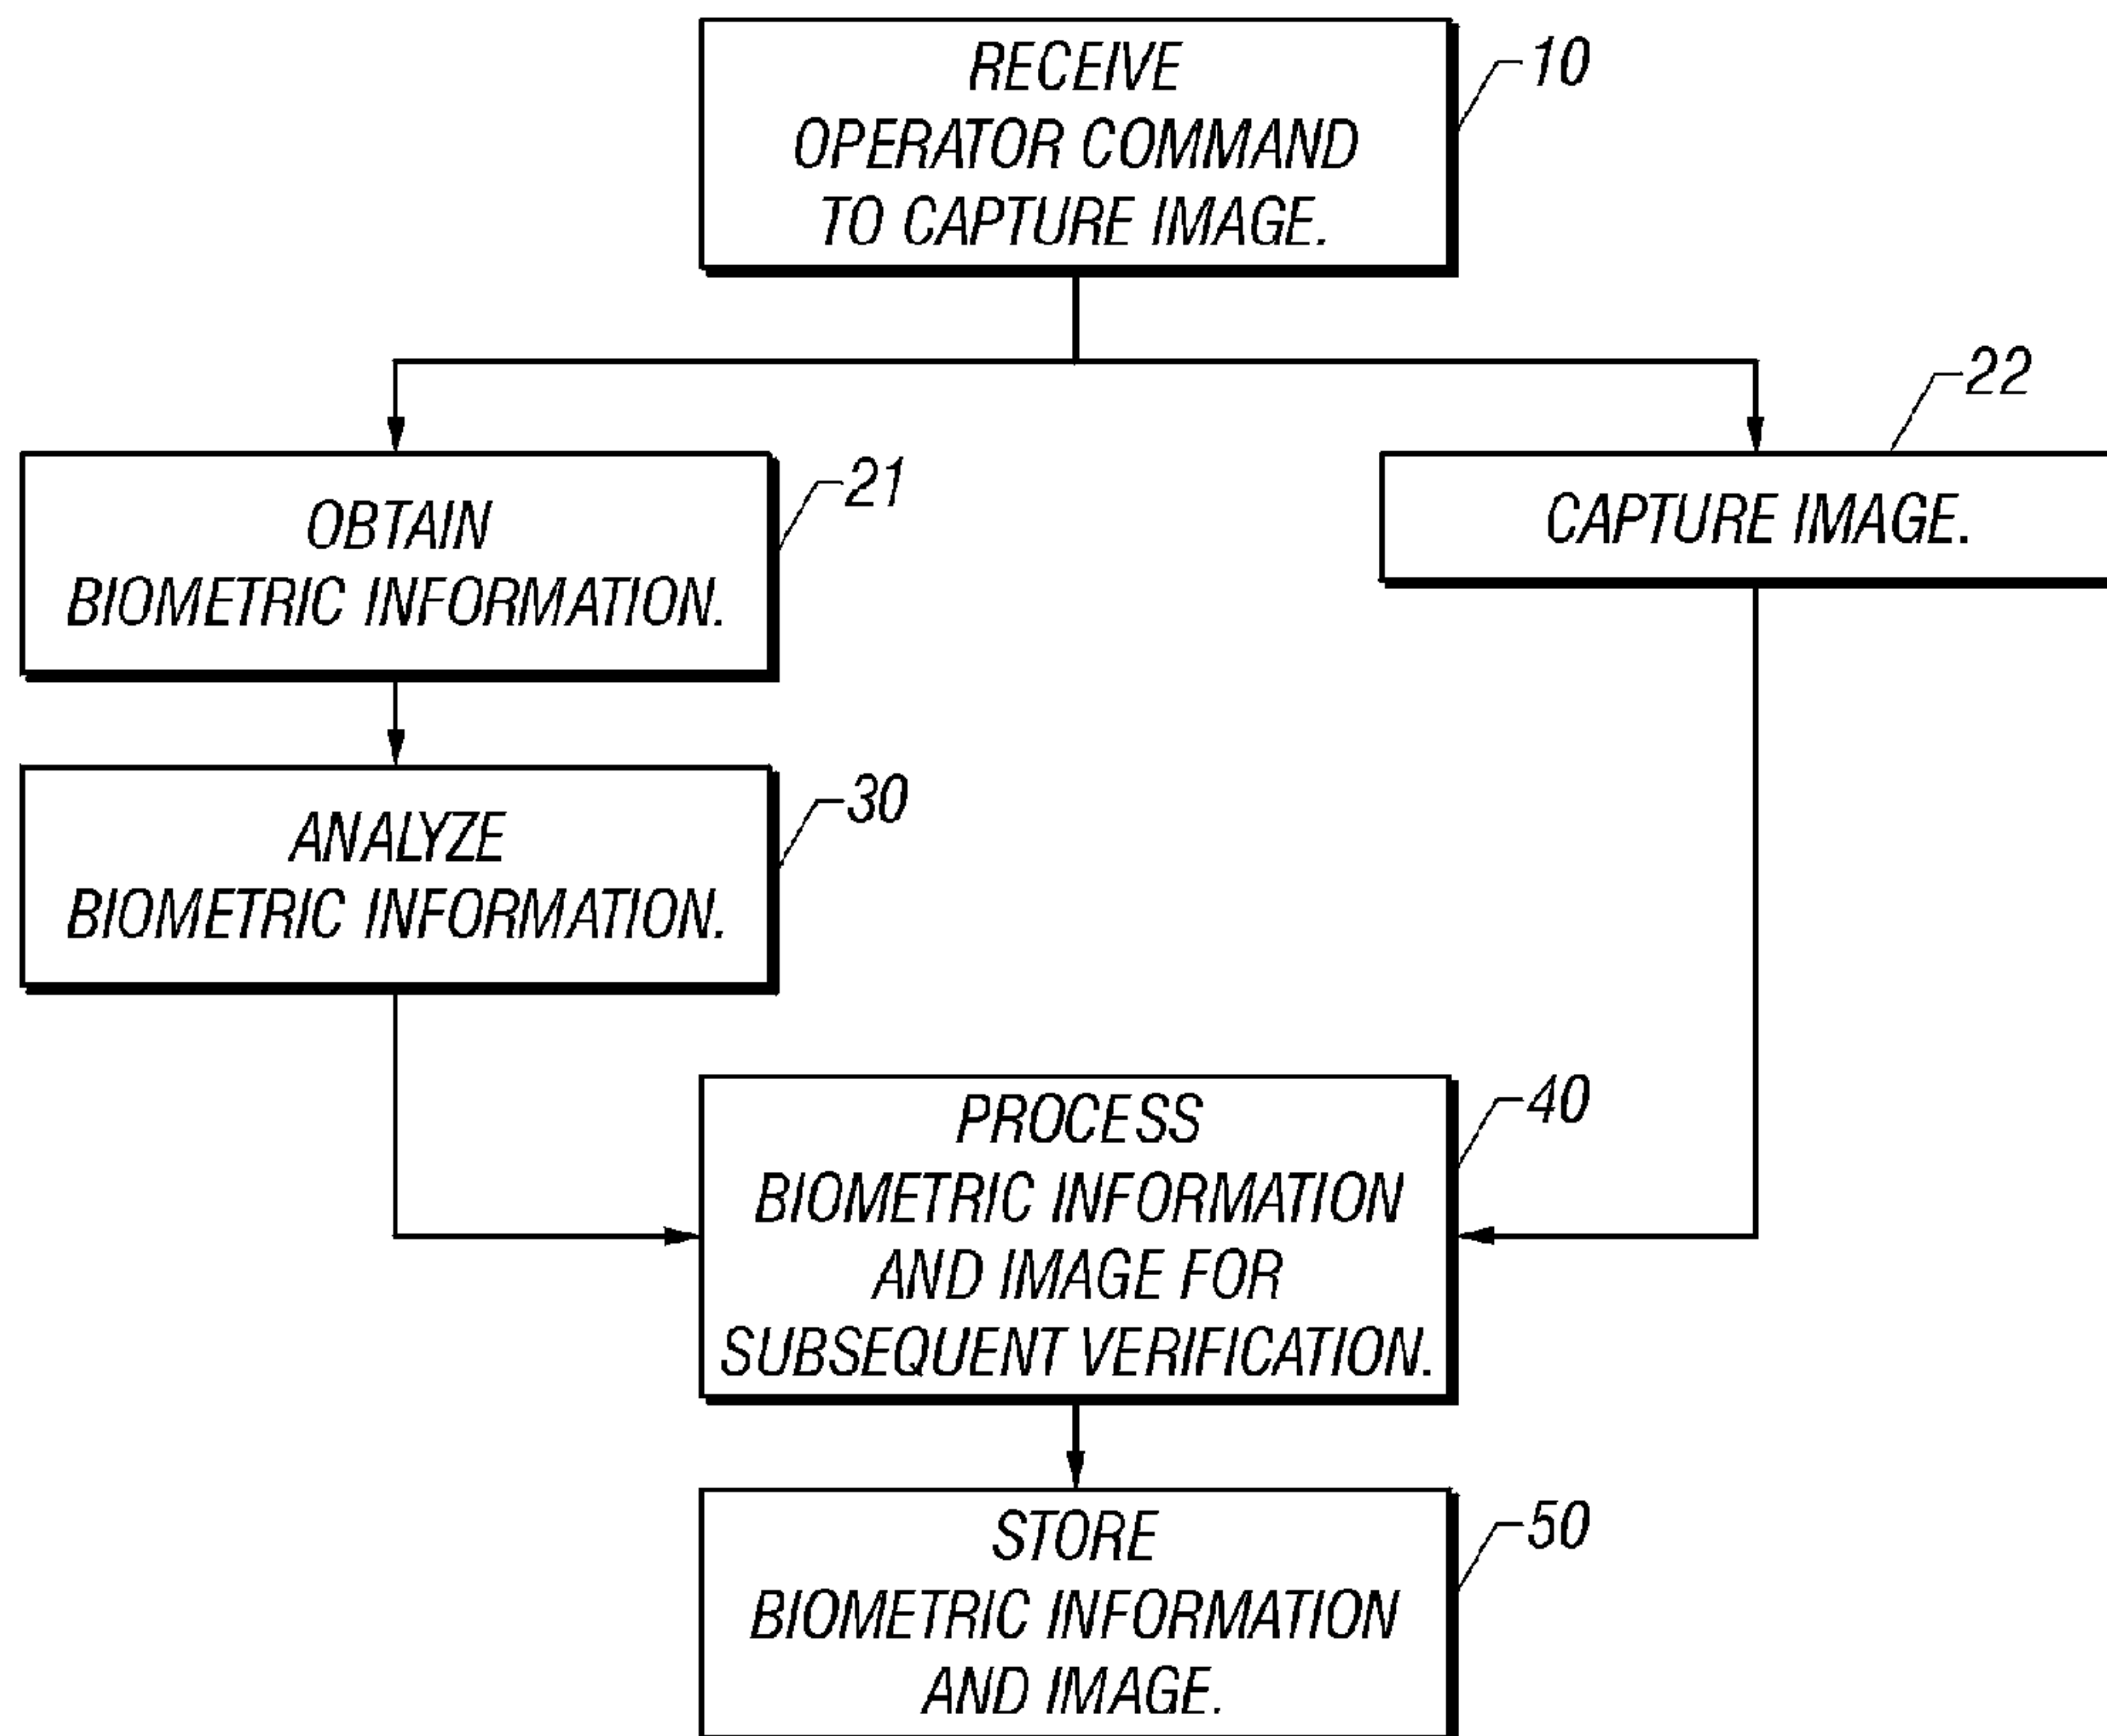 RECEIVE
OPERATOR COMMAND
TO CAPTURE IMAGE.
10
22
CAPTURE IMAGE.
21
OBTAIN
BIOMETRIC INFORMATION.
30
ANALYZE
BIOMETRIC INFORMATION.
40
PROCESS
BIOMETRIC INFORMATION
AND IMAGE FOR
SUBSEQUENT VERIFICATION.
50
STORE
BIOMETRIC INFORMATION
AND IMAGE.